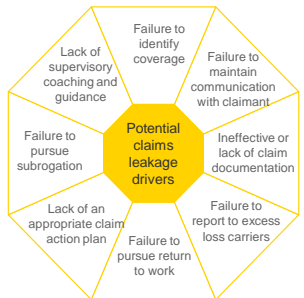 Failure to
identify
coverage
Failure to
maintain
communication
with claimant
Ineffective or
lack of claim
documentation
Failure to
report to excess
loss carriers
Failure to
pursue return
to work
Lack of an
appropriate claim
action plan
Failure to
pursue
subrogation
Lack of
supervisory
coaching and
guidance
Potential
claims
leakage
drivers